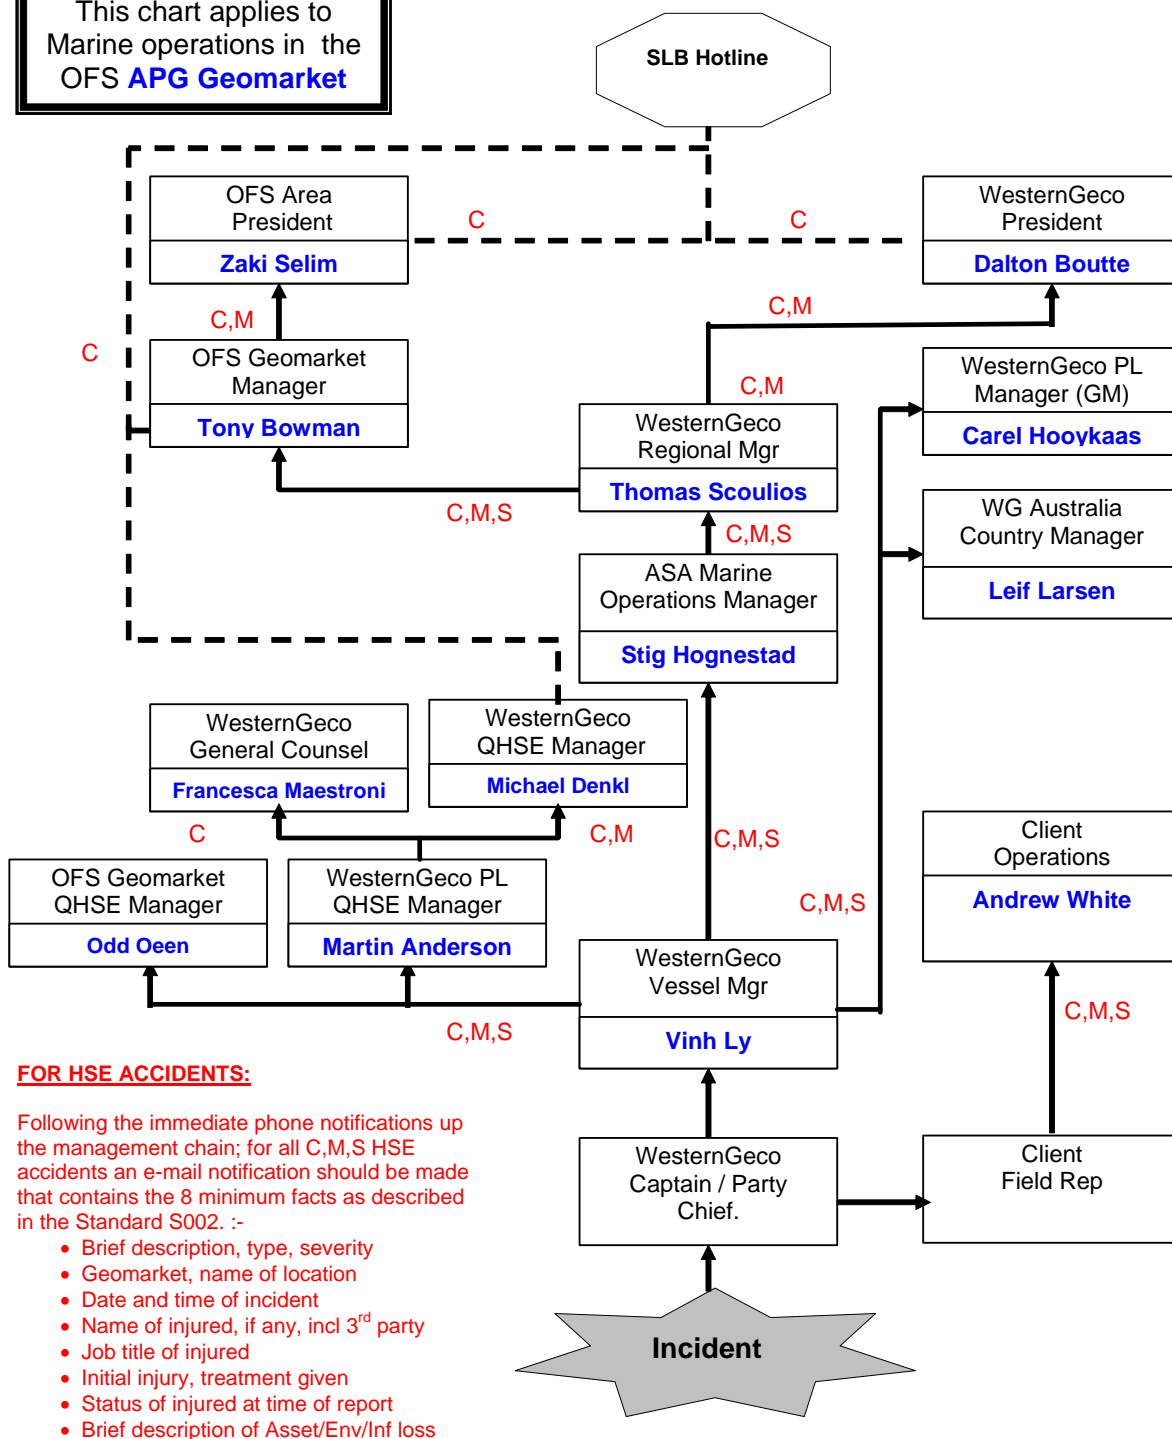 This chart applies to
Marine operations in the
OFS APG Geomarket
SLB Hotline
OFS Area
President
Zaki Selim
C
C
WesternGeco
President
Dalton Boutte
C,M
C,M
C
OFS Geomarket
Manager
Tony Bowman
C,M
WesternGeco PL
Manager (GM)
Carel Hooykaas
WesternGeco
Regional Mgr
Thomas Scoulios
C,M,S
C,M,S
WG Australia
Country Manager
Leif Larsen
ASA Marine
Operations Manager
Stig Hognestad
WesternGeco
General Counsel
Francesca Maestroni
WesternGeco
QHSE Manager
Michael Denkl
C
C,M
C,M,S
Client
Operations
Andrew White
OFS Geomarket
QHSE Manager
Odd Oeen
WesternGeco PL
QHSE Manager
Martin Anderson
C,M,S
WesternGeco
Vessel Mgr
Vinh Ly
C,M,S
C,M,S
FOR HSE ACCIDENTS:
Following the immediate phone notifications up
the management chain; for all C,M,S HSE
accidents an e-mail notification should be made
that contains the 8 minimum facts as described
in the Standard S002. :-
• Brief description, type, severity
• Geomarket, name of location
• Date and time of incident
• Name of injured, if any, incl 3rd party
• Job title of injured
• Initial injury, treatment given
• Status of injured at time of report
• Brief description of Asset/Env/Inf loss
WesternGeco
Captain / Party
Chief.
Client
Field Rep
Incident